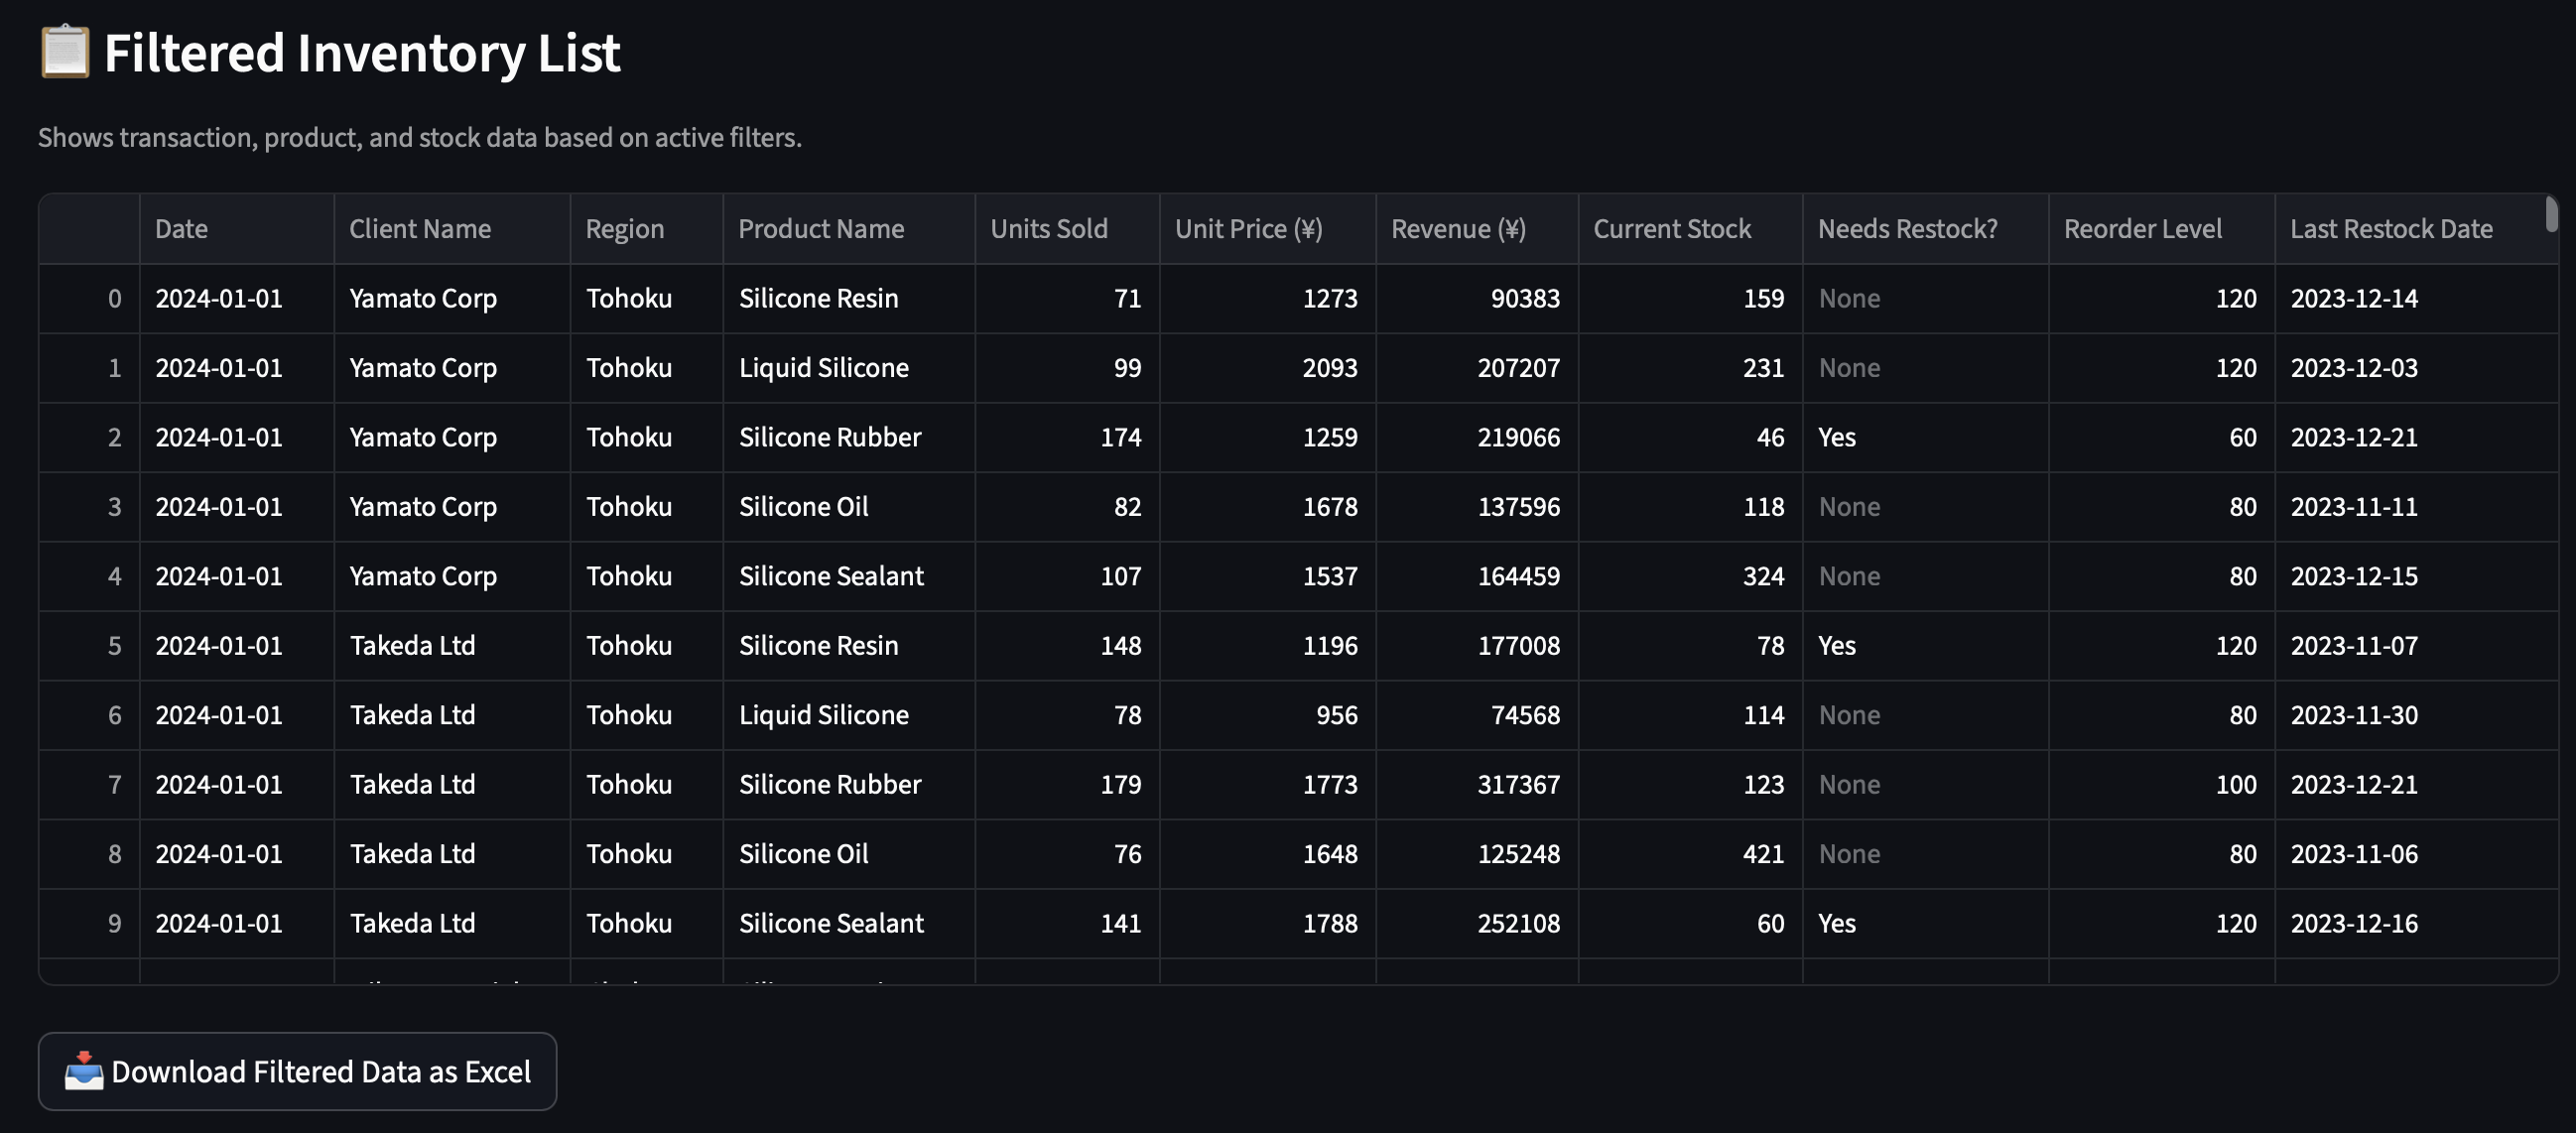 Filtered Inventory List
Shows transaction, product, and stock data based on active filters.
Date Client Name Region Product Name Units Sold Unit Price (¥) Revenue (¥) Current Stock Needs Restock? Reorder Level Last Restock Date
0 2024-01-01 Yamato Corp Tohoku Silicone Resin 71 1273 90383 159 None 120 2023-12-14
1 2024-01-01 Yamato Corp Tohoku Liquid Silicone 99 2093 207207 231 None 120 2023-12-03
2 2024-01-01 Yamato Corp Tohoku Silicone Rubber 174 1259 219066 46 Yes 60 2023-12-21
3 2024-01-01 Yamato Corp Tohoku Silicone Oil 82 1678 137596 118 None 80 2023-11-11
4 2024-01-01 Yamato Corp Tohoku Silicone Sealant 107 1537 164459 324 None 80 2023-12-15
5 2024-01-01 Takeda Ltd Tohoku Silicone Resin 148 1196 177008 78 Yes 120 2023-11-07
6 2024-01-01 Takeda Ltd Tohoku Liquid Silicone 78 956 74568 114 None 80 2023-11-30
7 2024-01-01 Takeda Ltd Tohoku Silicone Rubber 179 1773 317367 123 None 100 2023-12-21
8 2024-01-01 Takeda Ltd Tohoku Silicone Oil 76 1648 125248 421 None 80 2023-11-06
9 2024-01-01 Takeda Ltd Tohoku Silicone Sealant 141 1788 252108 60 Yes 120 2023-12-16
Download Filtered Data as Excel